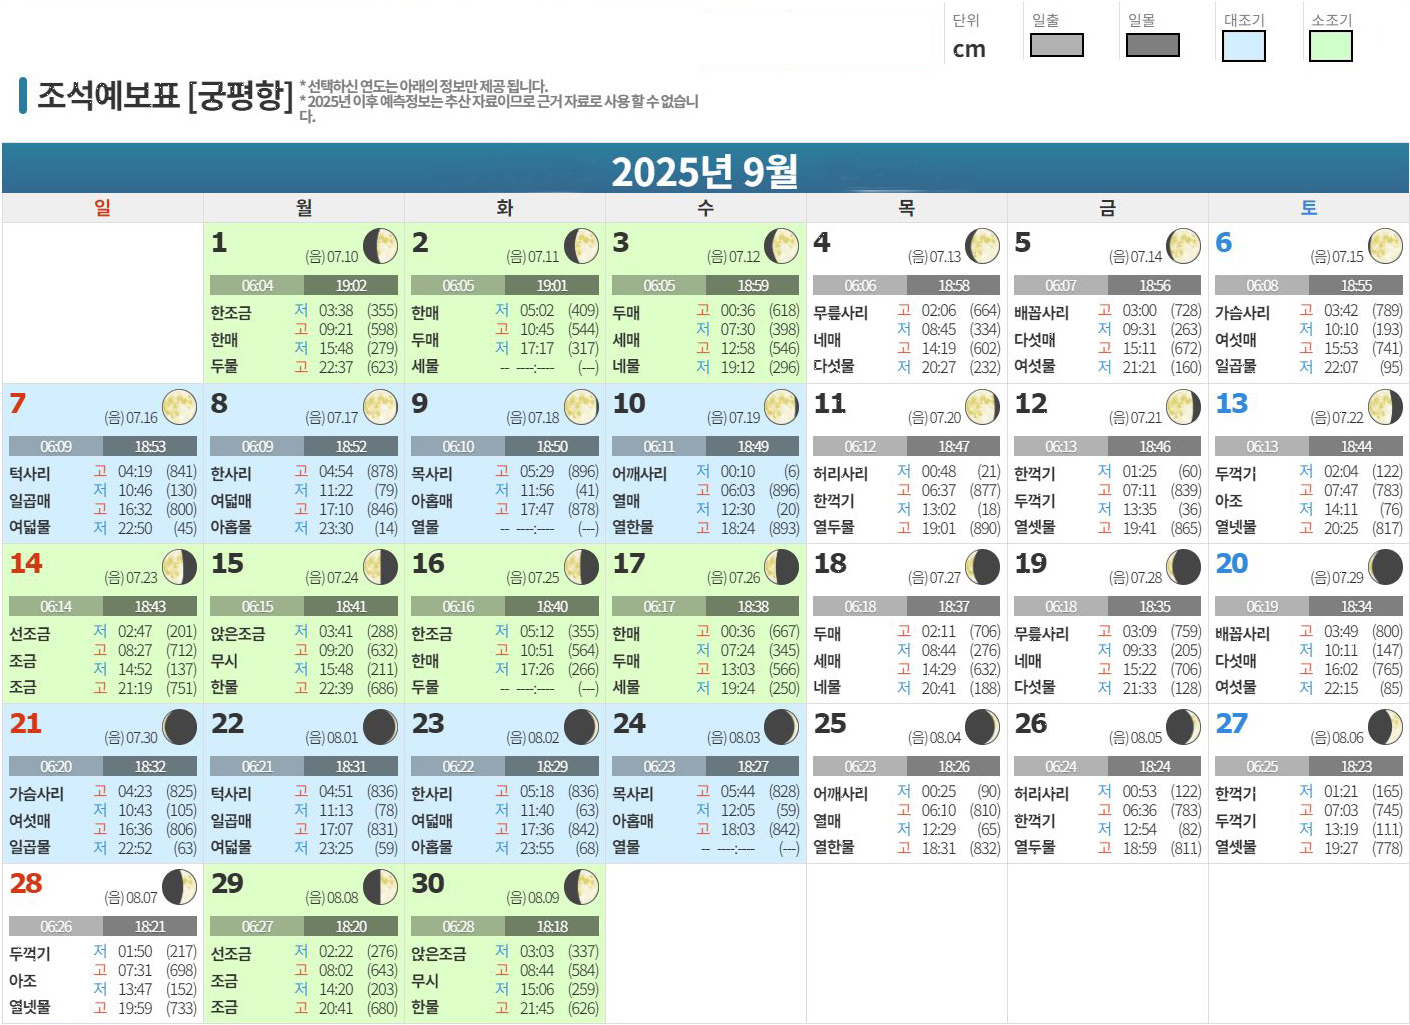 단위 일출 일몰 대조기 소조기
cm
조석예보표 [궁평항]
* 선택하신 연도는 아래의 정보만 제공 됩니다.
* 2025년 이후 예측정보는 추산 자료이므로 근거 자료로 사용 할 수 없습니
다.
2025년 9월
일 월 화 수 목 금 토
1 (음) 07.10
06:04 19:02
한조금 한매 두물
저 03:38 (355)
고 09:21 (598)
저 15:48 (279)
고 22:37 (623)
2 (음) 07.11
06:05 19:01
한매 두매 세물
저 05:02 (409)
고 10:45 (544)
저 17:17 (317)
-- ----:---- (---)
3 (음) 07.12
06:05 18:59
두매 세매 네물
고 00:36 (618)
저 07:30 (398)
고 12:58 (546)
저 19:12 (296)
4 (음) 07.13
06:06 18:58
무릎사리 네매 다섯물
고 02:06 (664)
저 08:45 (334)
고 14:19 (602)
저 20:27 (232)
5 (음) 07.14
06:07 18:56
배꼽사리 다섯매 여섯물
고 03:00 (728)
저 09:31 (263)
고 15:11 (672)
저 21:21 (160)
6 (음) 07.15
06:08 18:55
가슴사리 여섯매 일곱물
고 03:42 (789)
저 10:10 (193)
고 15:53 (741)
저 22:07 (95)
7 (음) 07.16
06:09 18:53
턱사리 일곱매 여덟물
고 04:19 (841)
저 10:46 (130)
고 16:32 (800)
저 22:50 (45)
8 (음) 07.17
06:09 18:52
한사리 여덟매 아홉물
고 04:54 (878)
저 11:22 (79)
고 17:10 (846)
저 23:30 (14)
9 (음) 07.18
06:10 18:50
목사리 아홉매 열물
고 05:29 (896)
저 11:56 (41)
고 17:47 (878)
-- ----:---- (---)
10 (음) 07.19
06:11 18:49
어깨사리 열매 열한물
저 00:10 (6)
고 06:03 (896)
저 12:30 (20)
고 18:24 (893)
11 (음) 07.20
06:12 18:47
허리사리 한꺽기 열두물
저 00:48 (21)
고 06:37 (877)
저 13:02 (18)
고 19:01 (890)
12 (음) 07.21
06:13 18:46
한꺽기 두꺽기 열셋물
저 01:25 (60)
고 07:11 (839)
저 13:35 (36)
고 19:41 (865)
13 (음) 07.22
06:13 18:44
두꺽기 아조 열넷물
저 02:04 (122)
고 07:47 (783)
저 14:11 (76)
고 20:25 (817)
14 (음) 07.23
06:14 18:43
선조금 조금 조금
저 02:47 (201)
고 08:27 (712)
저 14:52 (137)
고 21:19 (751)
15 (음) 07.24
06:15 18:41
앉은조금 무시 한물
저 03:41 (288)
고 09:20 (632)
저 15:48 (211)
고 22:39 (686)
16 (음) 07.25
06:16 18:40
한조금 한매 두물
저 05:12 (355)
고 10:51 (564)
저 17:26 (266)
-- ----:---- (---)
17 (음) 07.26
06:17 18:38
한매 두매 세물
고 00:36 (667)
저 07:24 (345)
고 13:03 (566)
저 19:24 (250)
18 (음) 07.27
06:18 18:37
두매 세매 네물
고 02:11 (706)
저 08:44 (276)
고 14:29 (632)
저 20:41 (188)
19 (음) 07.28
06:18 18:35
무릎사리 네매 다섯물
고 03:09 (759)
저 09:33 (205)
고 15:22 (706)
저 21:33 (128)
20 (음) 07.29
06:19 18:34
배꼽사리 다섯매 여섯물
고 03:49 (800)
저 10:11 (147)
고 16:02 (765)
저 22:15 (85)
21 (음) 07.30
06:20 18:32
가슴사리 여섯매 일곱물
고 04:23 (825)
저 10:43 (105)
고 16:36 (806)
저 22:52 (63)
22 (음) 08.01
06:21 18:31
턱사리 일곱매 여덟물
고 04:51 (836)
저 11:13 (78)
고 17:07 (831)
저 23:25 (59)
23 (음) 08.02
06:22 18:29
한사리 여덟매 아홉물
고 05:18 (836)
저 11:40 (63)
고 17:36 (842)
저 23:55 (68)
24 (음) 08.03
06:23 18:27
목사리 아홉매 열물
고 05:44 (828)
저 12:05 (59)
고 18:03 (842)
-- ----:---- (---)
25 (음) 08.04
06:23 18:26
어깨사리 열매 열한물
저 00:25 (90)
고 06:10 (810)
저 12:29 (65)
고 18:31 (832)
26 (음) 08.05
06:24 18:24
허리사리 한꺽기 열두물
저 00:53 (122)
고 06:36 (783)
저 12:54 (82)
고 18:59 (811)
27 (음) 08.06
06:25 18:23
한꺽기 두꺽기 열셋물
저 01:21 (165)
고 07:03 (745)
저 13:19 (111)
고 19:27 (778)
28 (음) 08.07
06:26 18:21
두꺽기 아조 열넷물
저 01:50 (217)
고 07:31 (698)
저 13:47 (152)
고 19:59 (733)
29 (음) 08.08
06:27 18:20
선조금 조금 조금
저 02:22 (276)
고 08:02 (643)
저 14:20 (203)
고 20:41 (680)
30 (음) 08.09
06:28 18:18
앉은조금 무시 한물
저 03:03 (337)
고 08:44 (584)
저 15:06 (259)
고 21:45 (626)